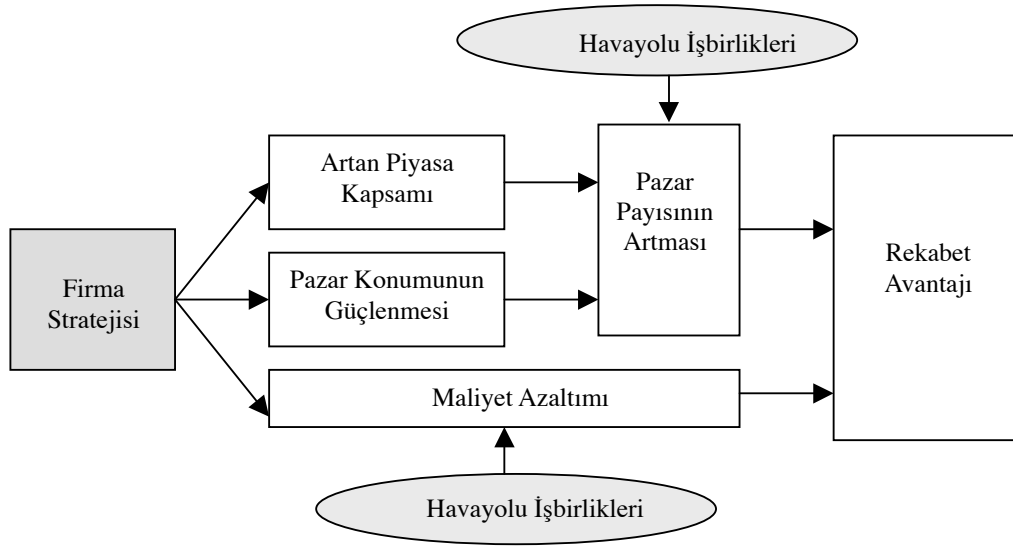 Havayolu İşbirlikleri
Artan Piyasa
Kapsamı
Pazar
Payısının
Artması
Firma
Stratejisi
Pazar Konumunun
Güçlenmesi
Rekabet
Avantajı
Maliyet Azaltımı
Havayolu İşbirlikleri